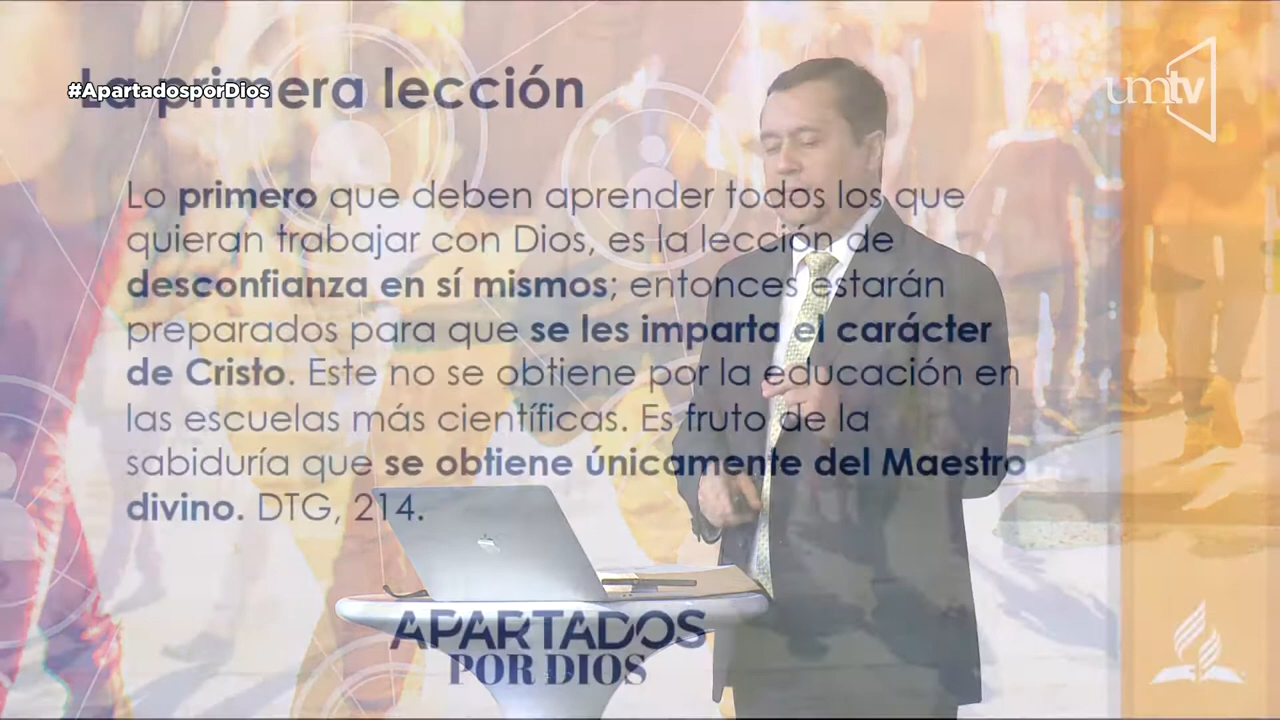 La primera lección
#ApartadosporDios
umtv
Lo primero que deben aprender todos los que
quieran trabajar con Dios, es la lección de
desconfianza en sí mismos; entonces estarán
preparados para que se les imparta el carácter
de Cristo. Este no se obtiene por la educación en
las escuelas más científicas. Es fruto de la
sabiduría que se obtiene únicamente del Maestro
divino. DTG, 214.
APARTADOS
POR DIOS